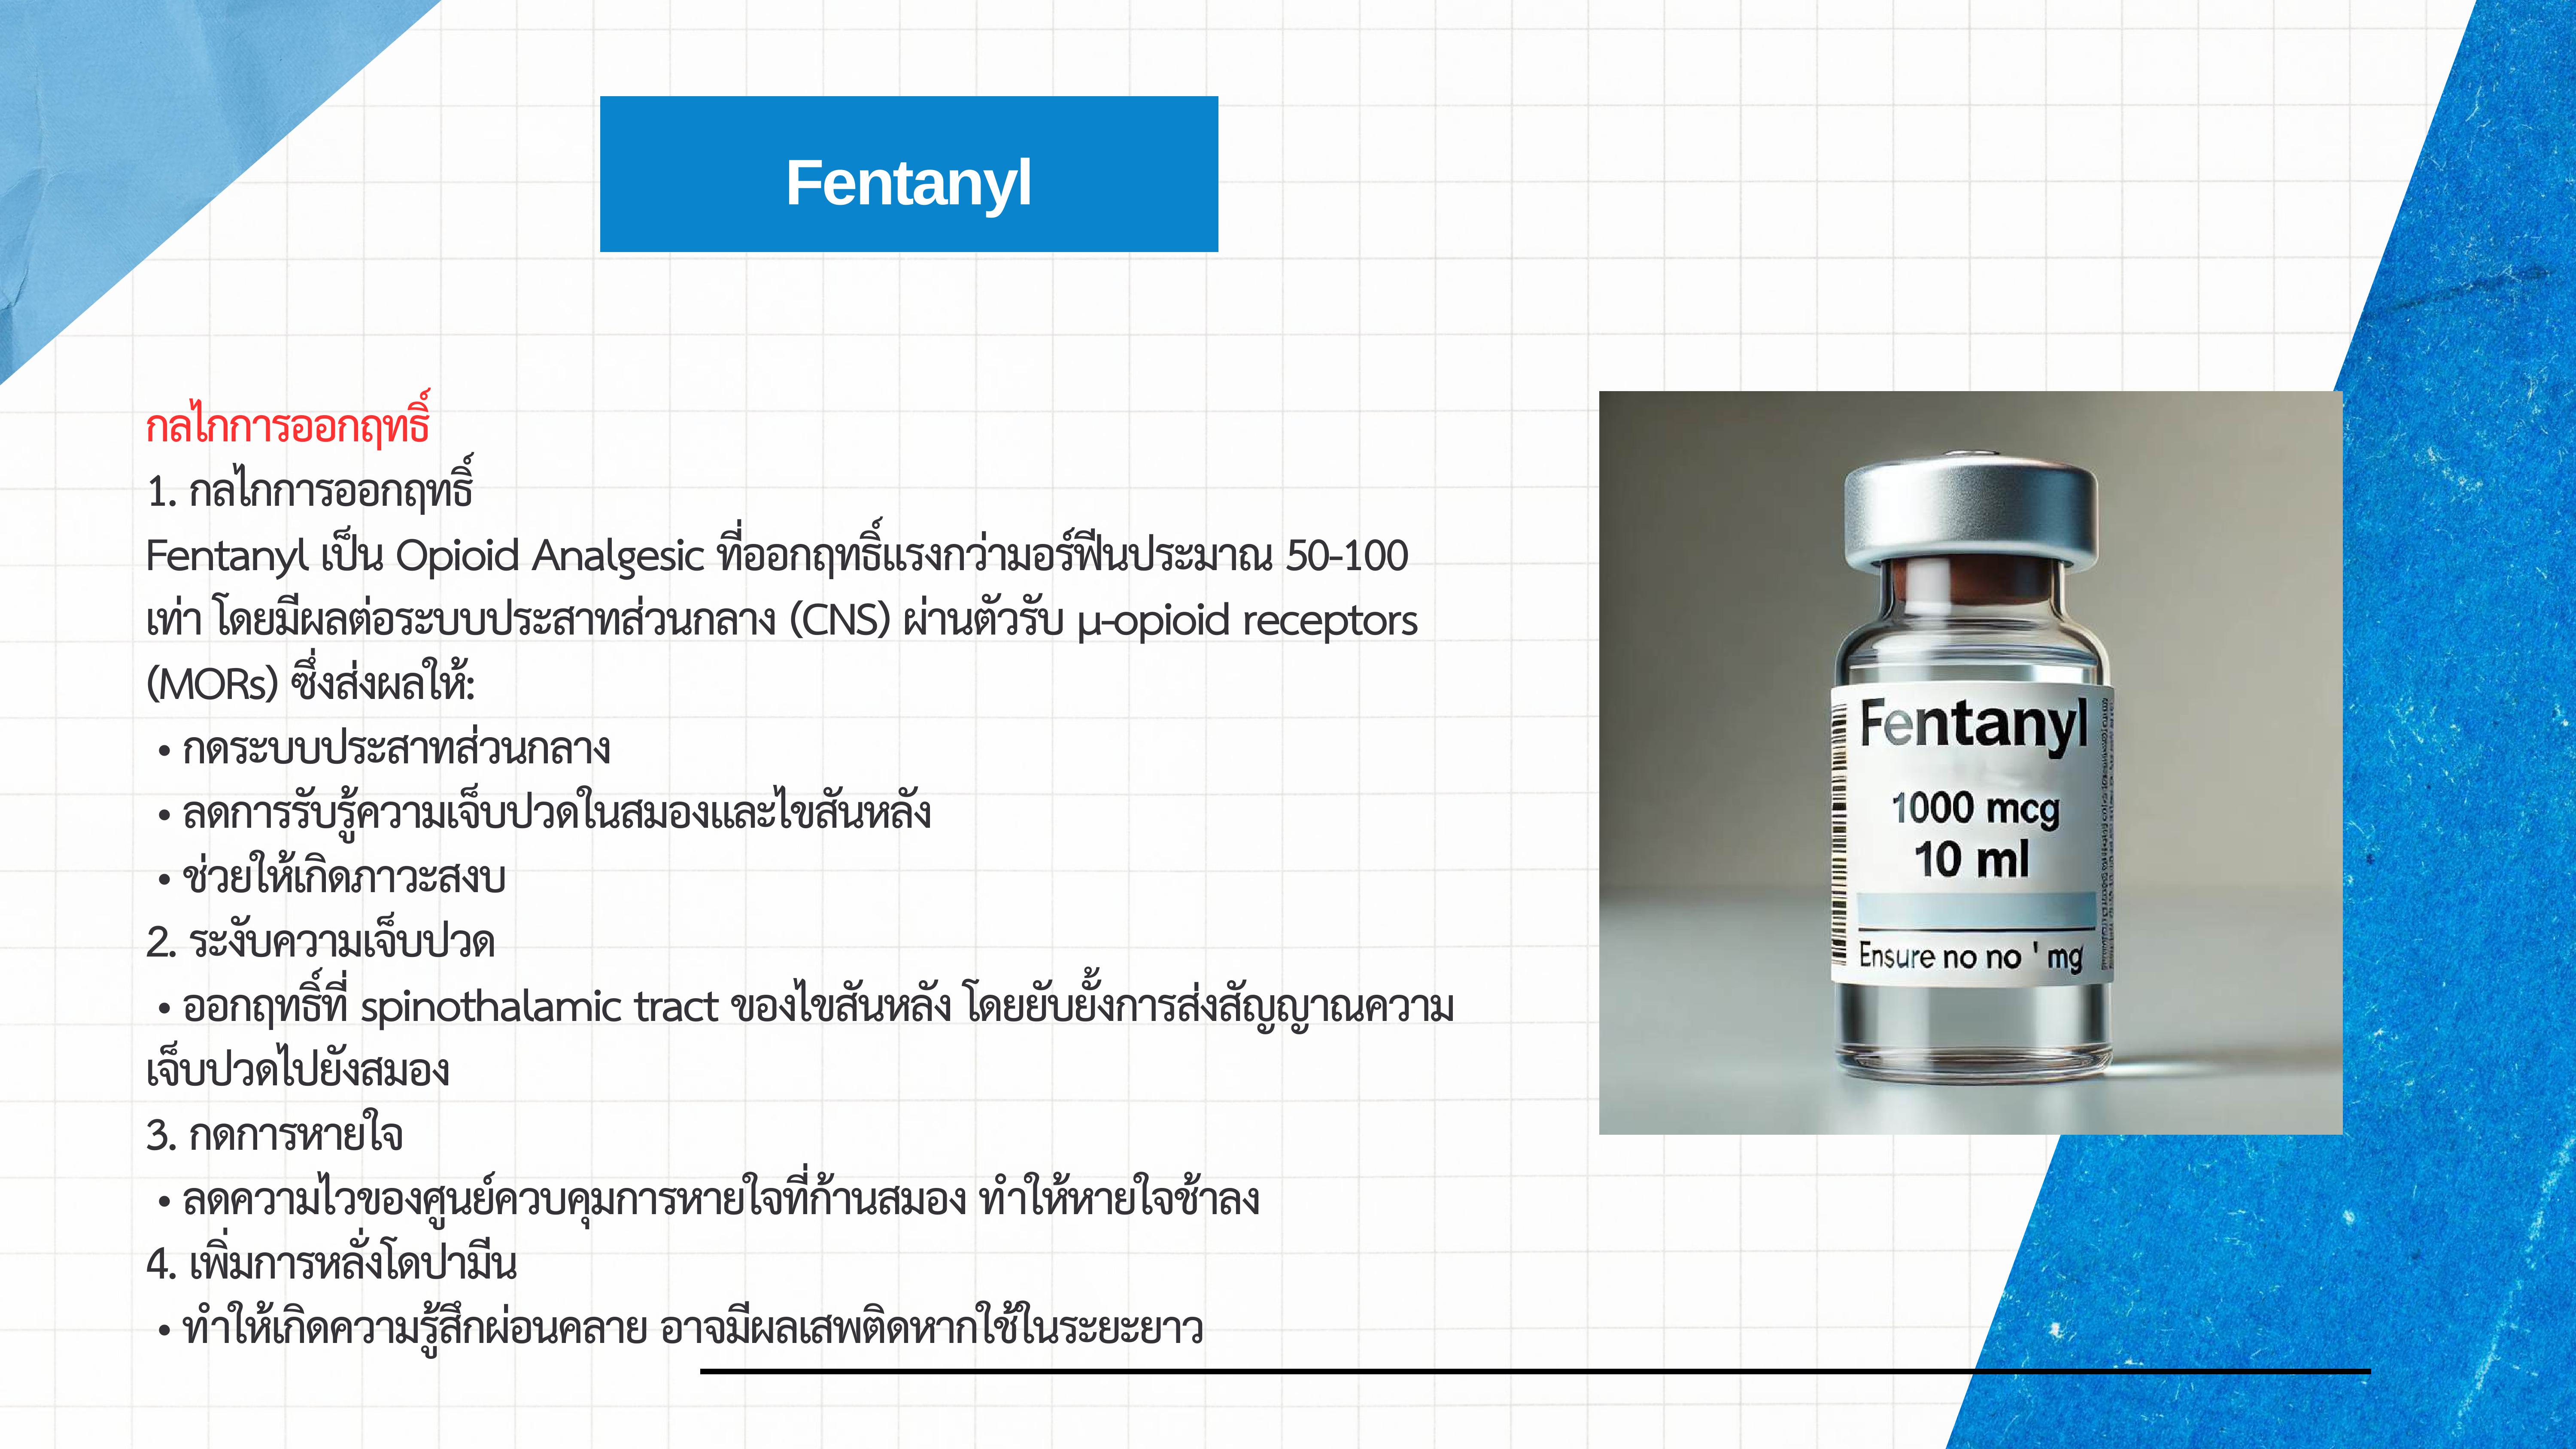 Fentanyl
กลไกการออกฤทธิ์
1. กลไกการออกฤทธิ์
Fentanyl เป็น Opioid Analgesic ที่ออกฤทธิ์แรงกว่ามอร์ฟีนประมาณ 50-100
เท่า โดยมีผลต่อระบบประสาทส่วนกลาง (CNS) ผ่านตัวรับ μ-opioid receptors
(MORs) ซึ่งส่งผลให้:
• กดระบบประสาทส่วนกลาง
• ลดการรับรู้ความเจ็บปวดในสมองและไขสันหลัง
• ช่วยให้เกิดภาวะสงบ
2. ระงับความเจ็บปวด
• ออกฤทธิ์ที่ spinothalamic tract ของไขสันหลัง โดยยับยั้งการส่งสัญญาณความ
เจ็บปวดไปยังสมอง
3. กดการหายใจ
• ลดความไวของศูนย์ควบคุมการหายใจที่ก้านสมอง ทำให้หายใจช้าลง
4. เพิ่มการหลั่งโดปามีน
• ทำให้เกิดความรู้สึกผ่อนคลาย อาจมีผลเสพติดหากใช้ในระยะยาว
Fentanyl
1000 mcg
10 ml
Ensure no no ' mg